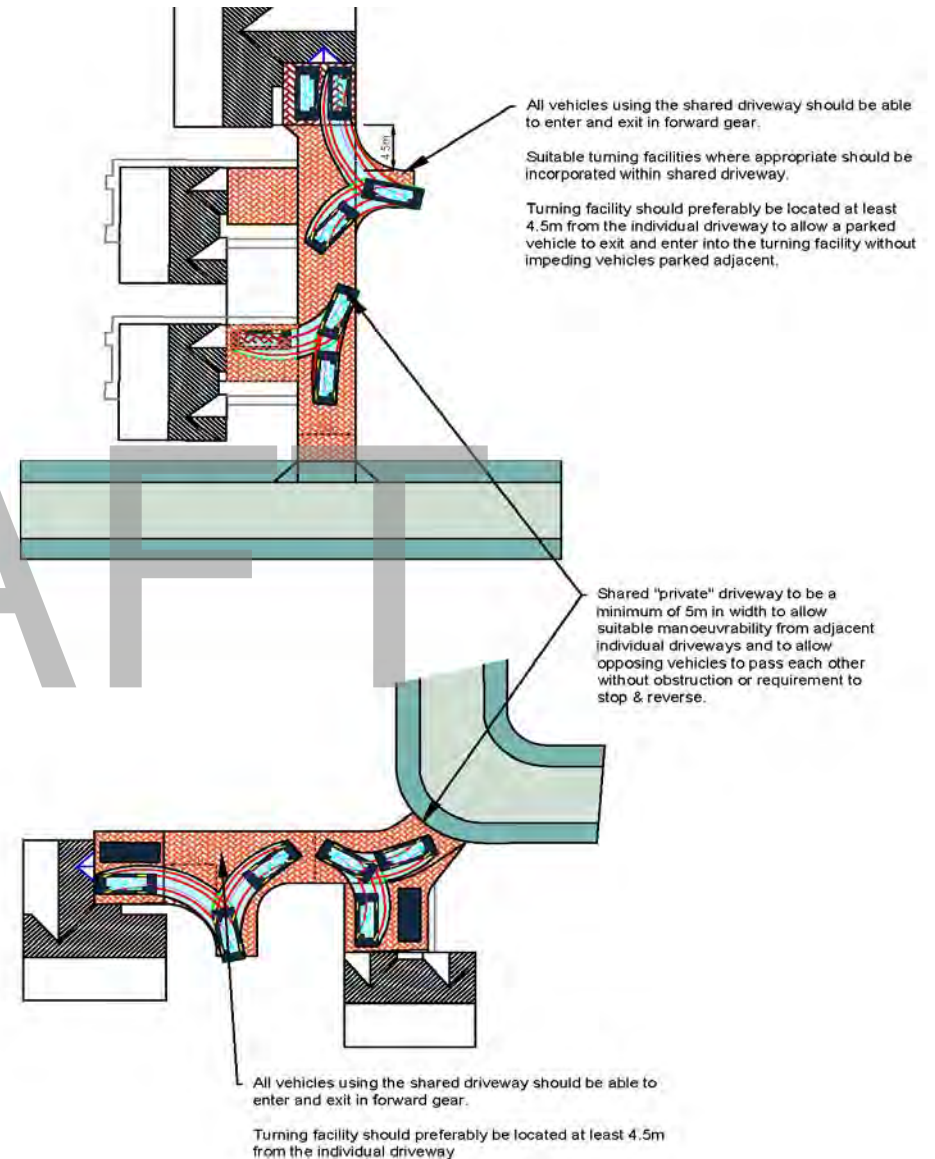 All vehicles using the shared driveway should be able
to enter and exit in forward gear.
Suitable turning facilities where appropriate should be
incorporated within shared driveway.
Turning facility should preferably be located at least
4.5m from the individual driveway to allow a parked
vehicle to exit and enter into the turning facility without
impeding vehicles parked adjacent.
4.5m
AFT
Shared "private" driveway to be a
minimum of 5m in width to allow
suitable manoeuvrability from adjacent
individual driveways and to allow
opposing vehicles to pass each other
without obstruction or requirement to
stop & reverse.
All vehicles using the shared driveway should be able to
enter and exit in forward gear.
Turning facility should preferably be located at least 4.5m
from the individual driveway